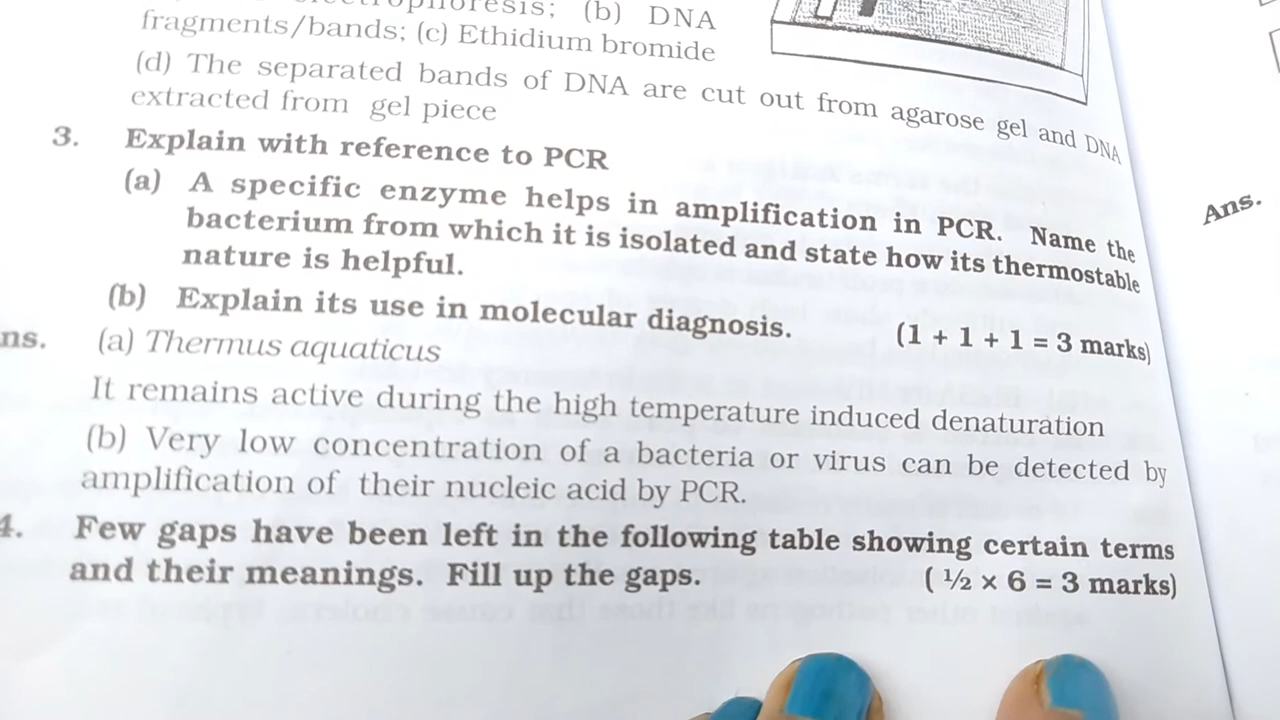 (b) DNA
fragments/bands; (c) Ethidium bromide
(d) The separated bands of DNA are cut out from agarose gel and DNA
extracted from gel piece
3. Explain with reference to PCR
(a) A specific enzyme helps in amplification in PCR. Name the
bacterium from which it is isolated and state how its thermostable
nature is helpful.
(b) Explain its use in molecular diagnosis. (1 + 1 + 1 = 3 marks)
ns. (a) Thermus aquaticus
It remains active during the high temperature induced denaturation
(b) Very low concentration of a bacteria or virus can be detected by
amplification of their nucleic acid by PCR.
4. Few gaps have been left in the following table showing certain terms
and their meanings. Fill up the gaps. ( ½ × 6 = 3 marks)
Ans.